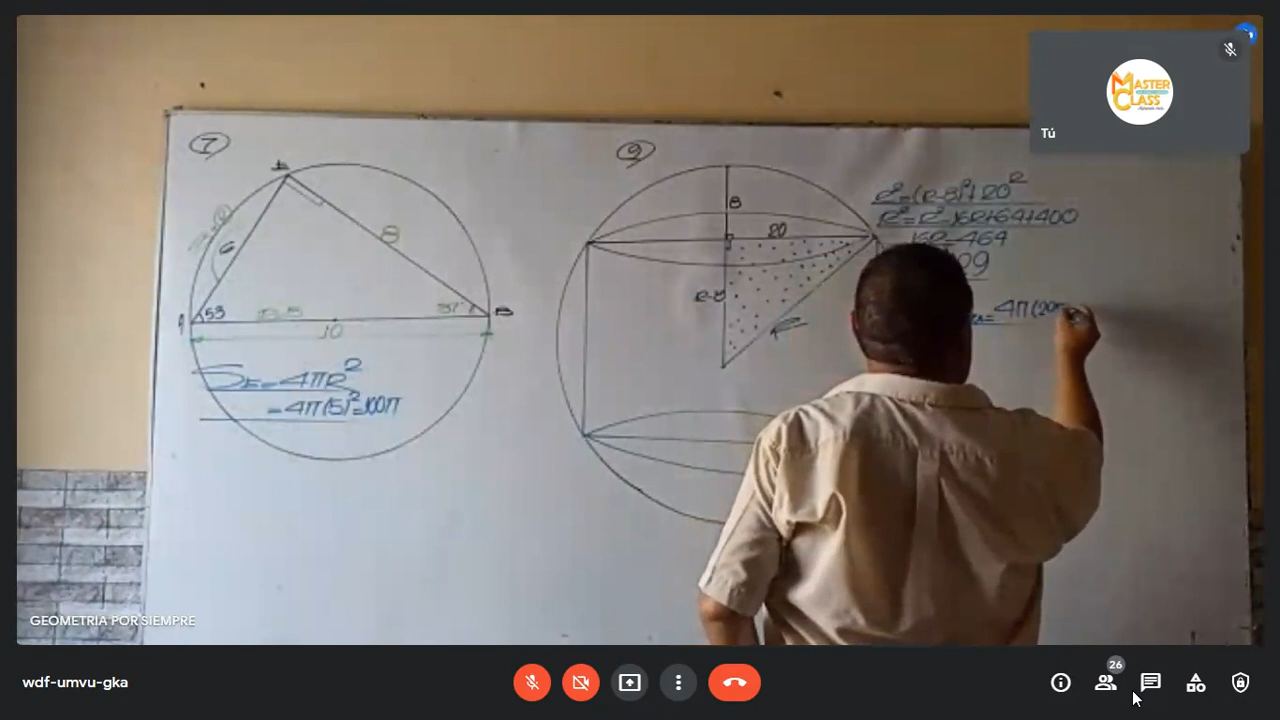 7
6
8
53
37°
B
10
= 4πR²
= 4π(5)² = 100π
9
8
20
R-8
R
R² = (R-8)² + 20²
R² = R² - 16R + 64 + 400
16R = 464
29
MASTER
CLASS
Tú
GEOMETRIA POR SIEMPRE
wdf-umvu-gka
26